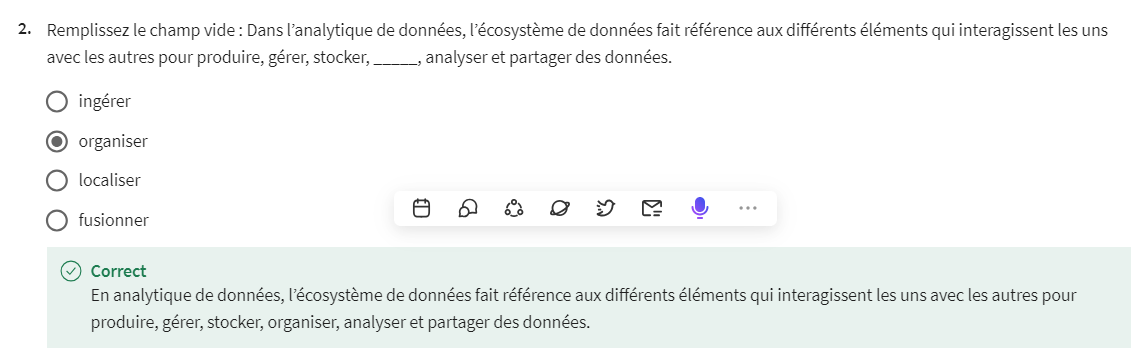 2. Remplissez le champ vide : Dans l’analytique de données, l’écosystème de données fait référence aux différents éléments qui interagissent les uns
avec les autres pour produire, gérer, stocker, _____, analyser et partager des données.
ingérer
organiser
localiser
fusionner
Correct
En analytique de données, l’écosystème de données fait référence aux différents éléments qui interagissent les uns avec les autres pour
produire, gérer, stocker, organiser, analyser et partager des données.